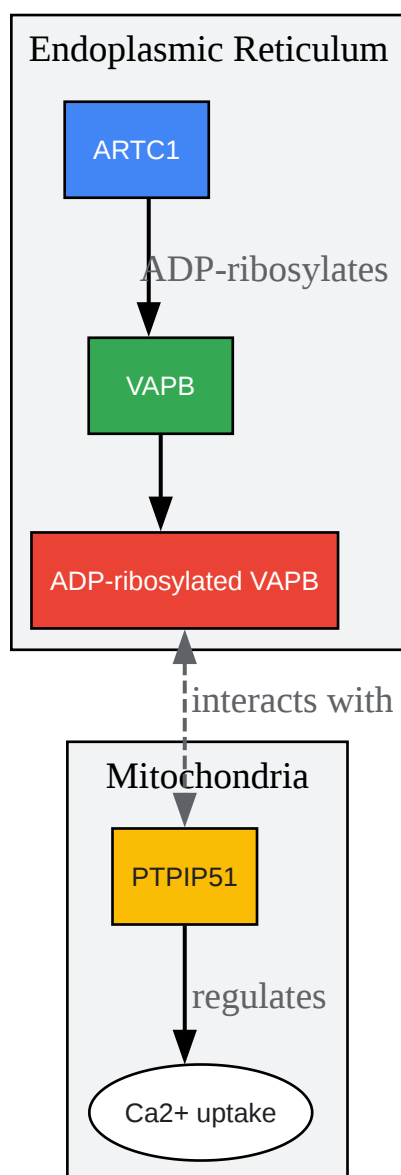 Endoplasmic Reticulum
ARTC1
ADP-ribosylates
VAPB
ADP-ribosylated VAPB
interacts with
Mitochondria
PTPIP51
regulates
Ca2+ uptake